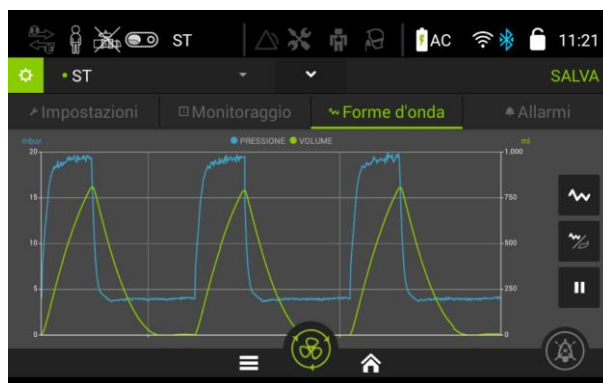 ST AC 11:21
• ST SALVA
Impostazioni Monitoraggio Forme d'onda Allarmi
mbar PRESSIONE VOLUME ml
20 1.000
15 750
10 500
5 250
0 0